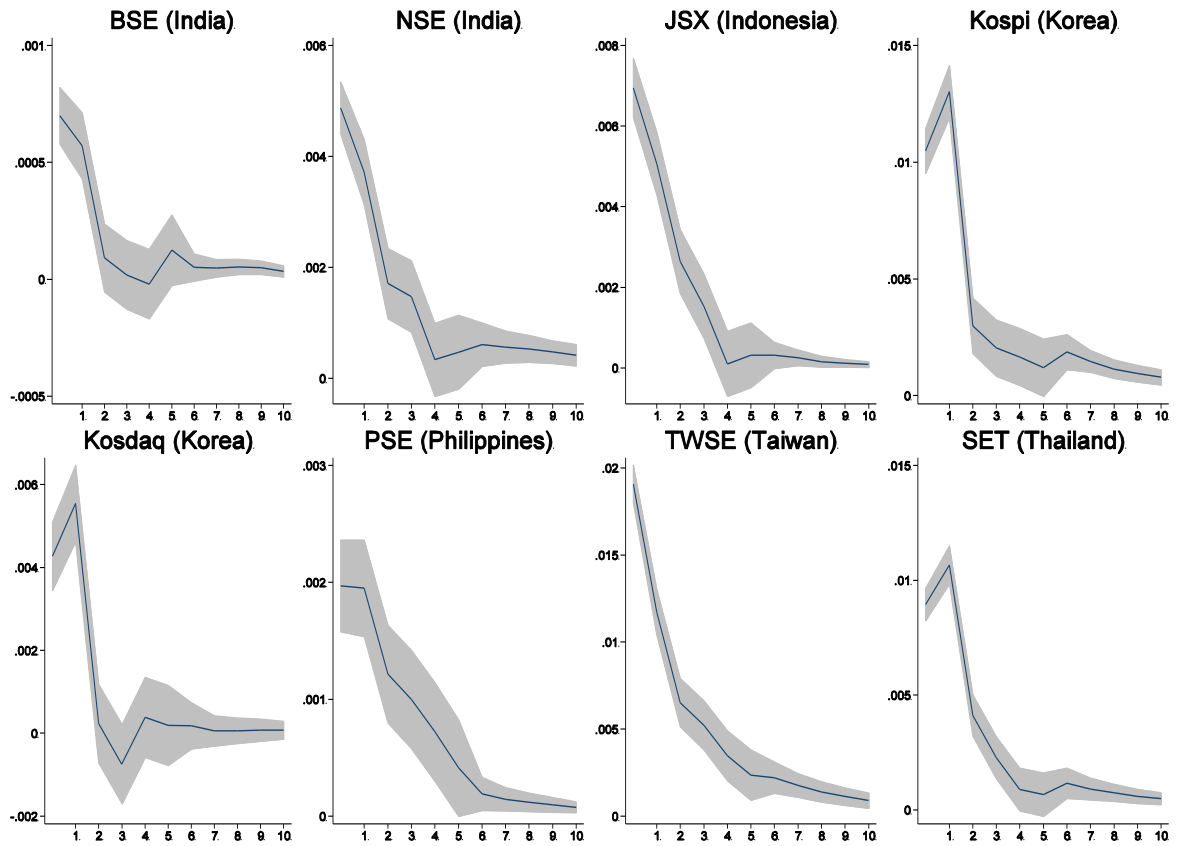 BSE (India).
.001.
.0005.
0.
-.0005.
1. 2. 3. 4. 5. 6. 7. 8. 9. 10.
NSE (India).
.006.
.004.
.002.
0.
1. 2. 3. 4. 5. 6. 7. 8. 9. 10.
JSX (Indonesia).
.008.
.006.
.004.
.002.
0.
1. 2. 3. 4. 5. 6. 7. 8. 9. 10.
Kospi (Korea).
.015.
.01.
.005.
0.
1. 2. 3. 4. 5. 6. 7. 8. 9. 10.
Kosdaq (Korea).
.006.
.004.
.002.
0.
-.002.
1. 2. 3. 4. 5. 6. 7. 8. 9. 10.
PSE (Philippines).
.003.
.002.
.001.
0.
1. 2. 3. 4. 5. 6. 7. 8. 9. 10.
TWSE (Taiwan).
.02.
.015.
.01.
.005.
0.
1. 2. 3. 4. 5. 6. 7. 8. 9. 10.
SET (Thailand).
.015.
.01.
.005.
0.
1. 2. 3. 4. 5. 6. 7. 8. 9. 10.